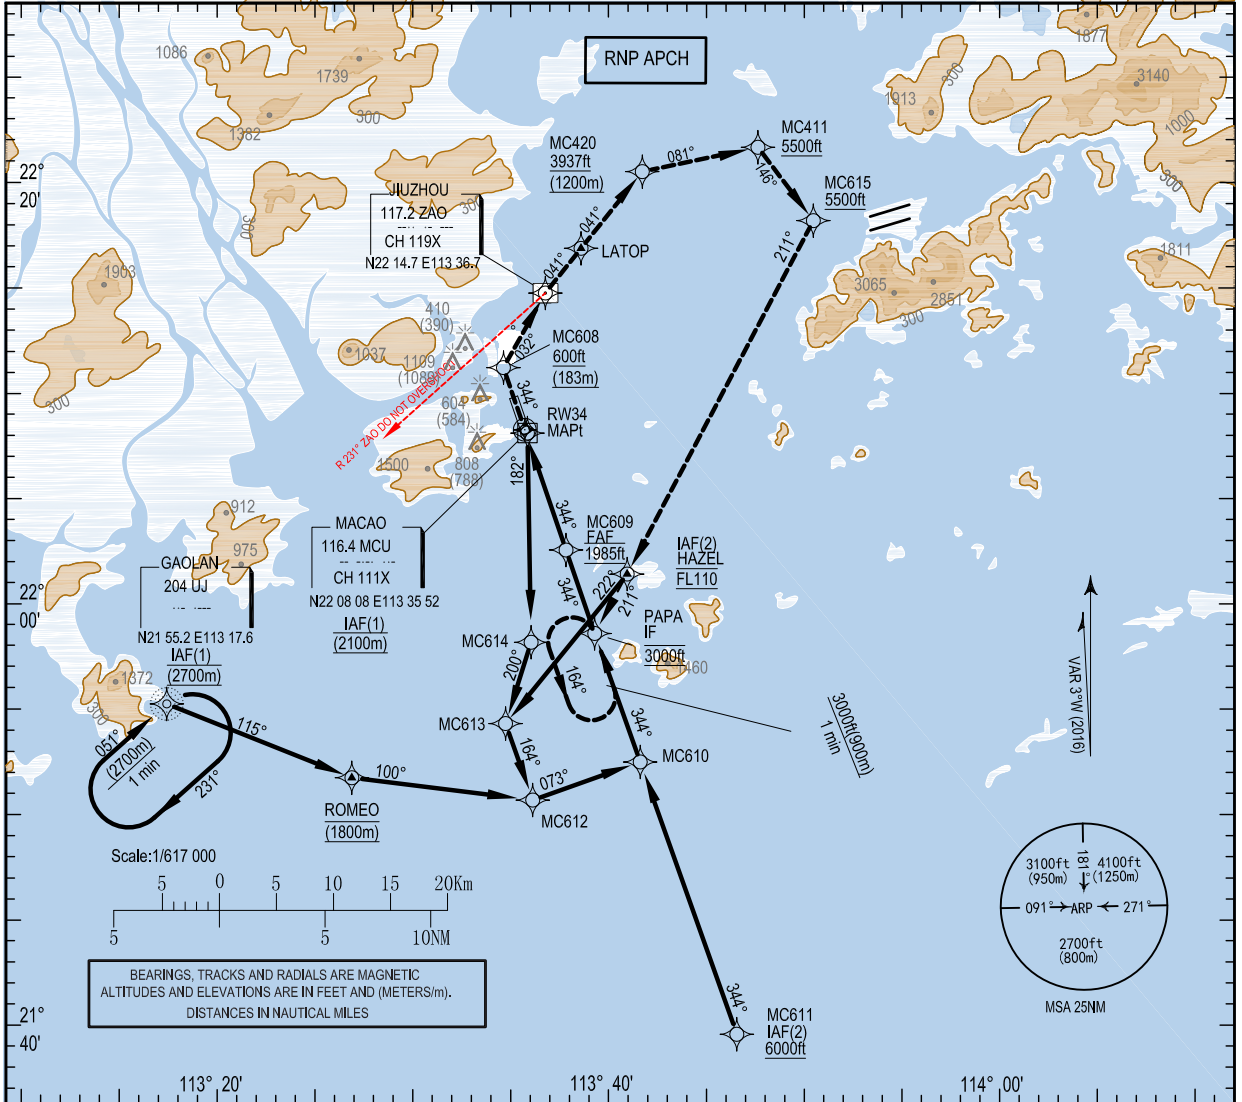 RNP APCH
1086
1739
1382
300
1877
3140
1913
300
1000
300
22°
20'
MC420
3937ft
(1200m)
081°
MC411
5500ft
146°
MC615
5500ft
JIUZHOU
117.2 ZAO
CH 119X
N22 14.7 E113 36.7
300
300
041°
041°
LATOP
211°
1811
3065
2851
300
1903
300
410
(390)
1037
1109
604
(584)
808
(788)
1500
R 231° ZAO DO NOT OVERSHOOT
032°
MC608
600ft
(183m)
344°
RW34
MAPt
182°
912
975
GAOLAN
204 UJ
N21 55.2 E113 17.6
IAF(1)
(2700m)
MACAO
116.4 MCU
CH 111X
N22 08 08 E113 35 52
IAF(1)
(2100m)
344°
MC609
FAF
1985ft
344°
IAF(2)
HAZEL
FL110
222°
211°
22°
00'
PAPA
IF
3000ft
460
MC614
200°
164°
MC613
164°
344°
MC610
3000ft(900m)
1 min
VAR 3°W (2016)
1372
300
051°
(2700m)
1 min
231°
115°
ROMEO
(1800m)
100°
073°
MC612
Scale:1/617 000
5 0 5 10 15 20Km
5 5 10NM
BEARINGS, TRACKS AND RADIALS ARE MAGNETIC
ALTITUDES AND ELEVATIONS ARE IN FEET AND (METERS/m).
DISTANCES IN NAUTICAL MILES
344°
MC611
IAF(2)
6000ft
3100ft
(950m)
181°
4100ft
(1250m)
091° ARP 271°
2700ft
(800m)
MSA 25NM
21°
40'
113° 20'
113° 40'
114° 00'